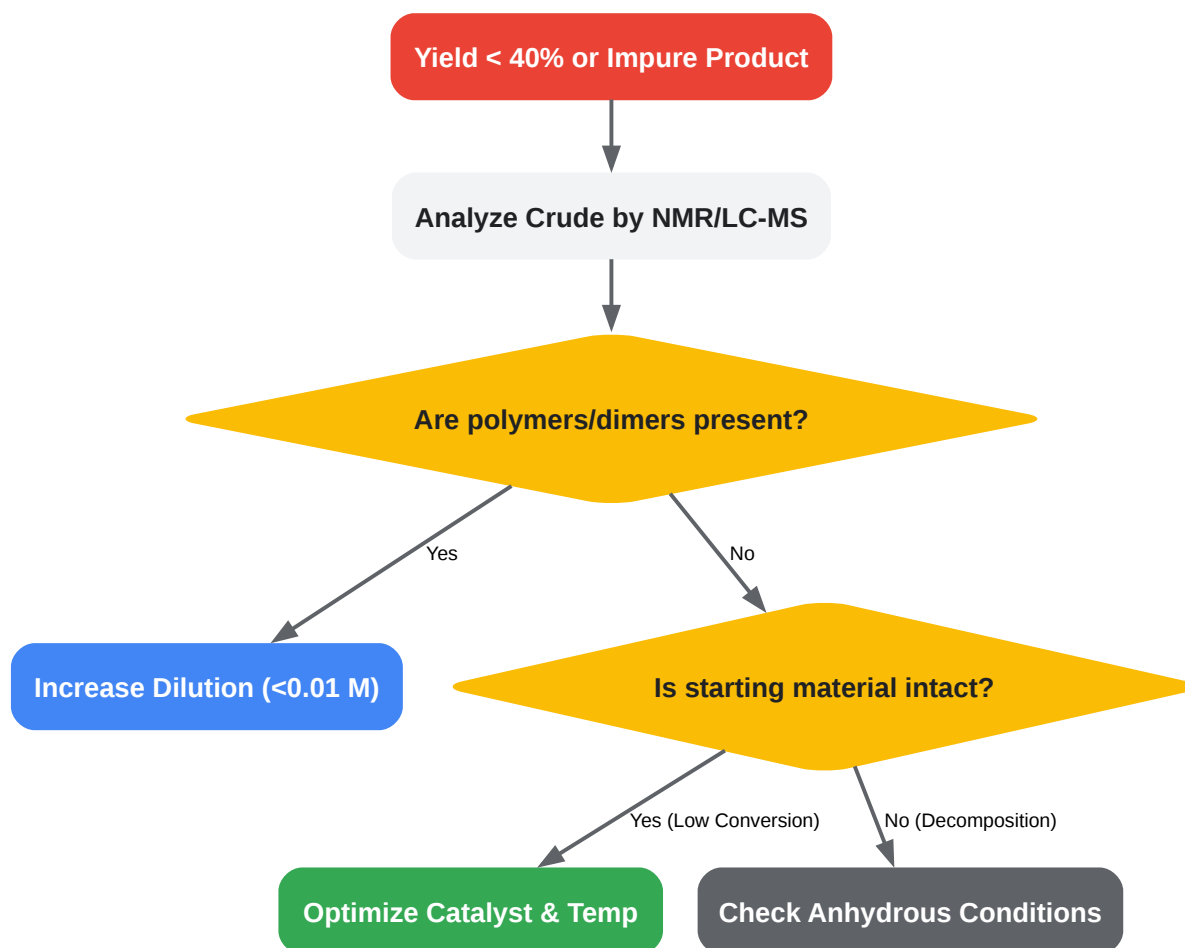 Yield < 40% or Impure Product
Analyze Crude by NMR/LC-MS
Are polymers/dimers present?
Yes
No
Increase Dilution (<0.01 M)
Is starting material intact?
Yes (Low Conversion)
No (Decomposition)
Optimize Catalyst & Temp
Check Anhydrous Conditions